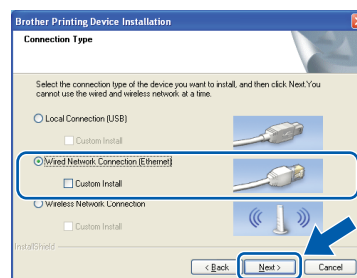 Brother Printing Device Installation
Connection Type
Select the connection type of the device you want to install, and then click Next. You
cannot use the wired and wireless network at a time.
Local Connection (USB)
Custom Install
Wired Network Connection (Ethernet)
Custom Install
Wireless Network Connection
Custom Install
InstallShield
< Back
Next >
Cancel